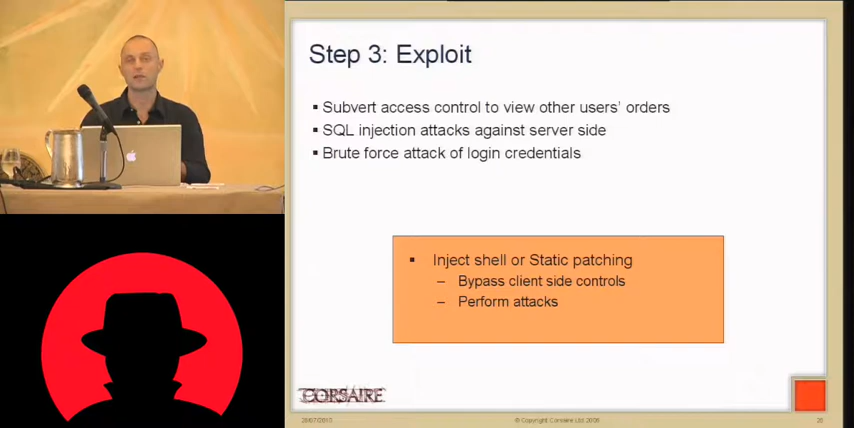 Step 3: Exploit
▪ Subvert access control to view other users' orders
▪ SQL injection attacks against server side
▪ Brute force attack of login credentials
▪ Inject shell or Static patching
– Bypass client side controls
– Perform attacks
CORSAIRE
© Copyright Corsaire Ltd